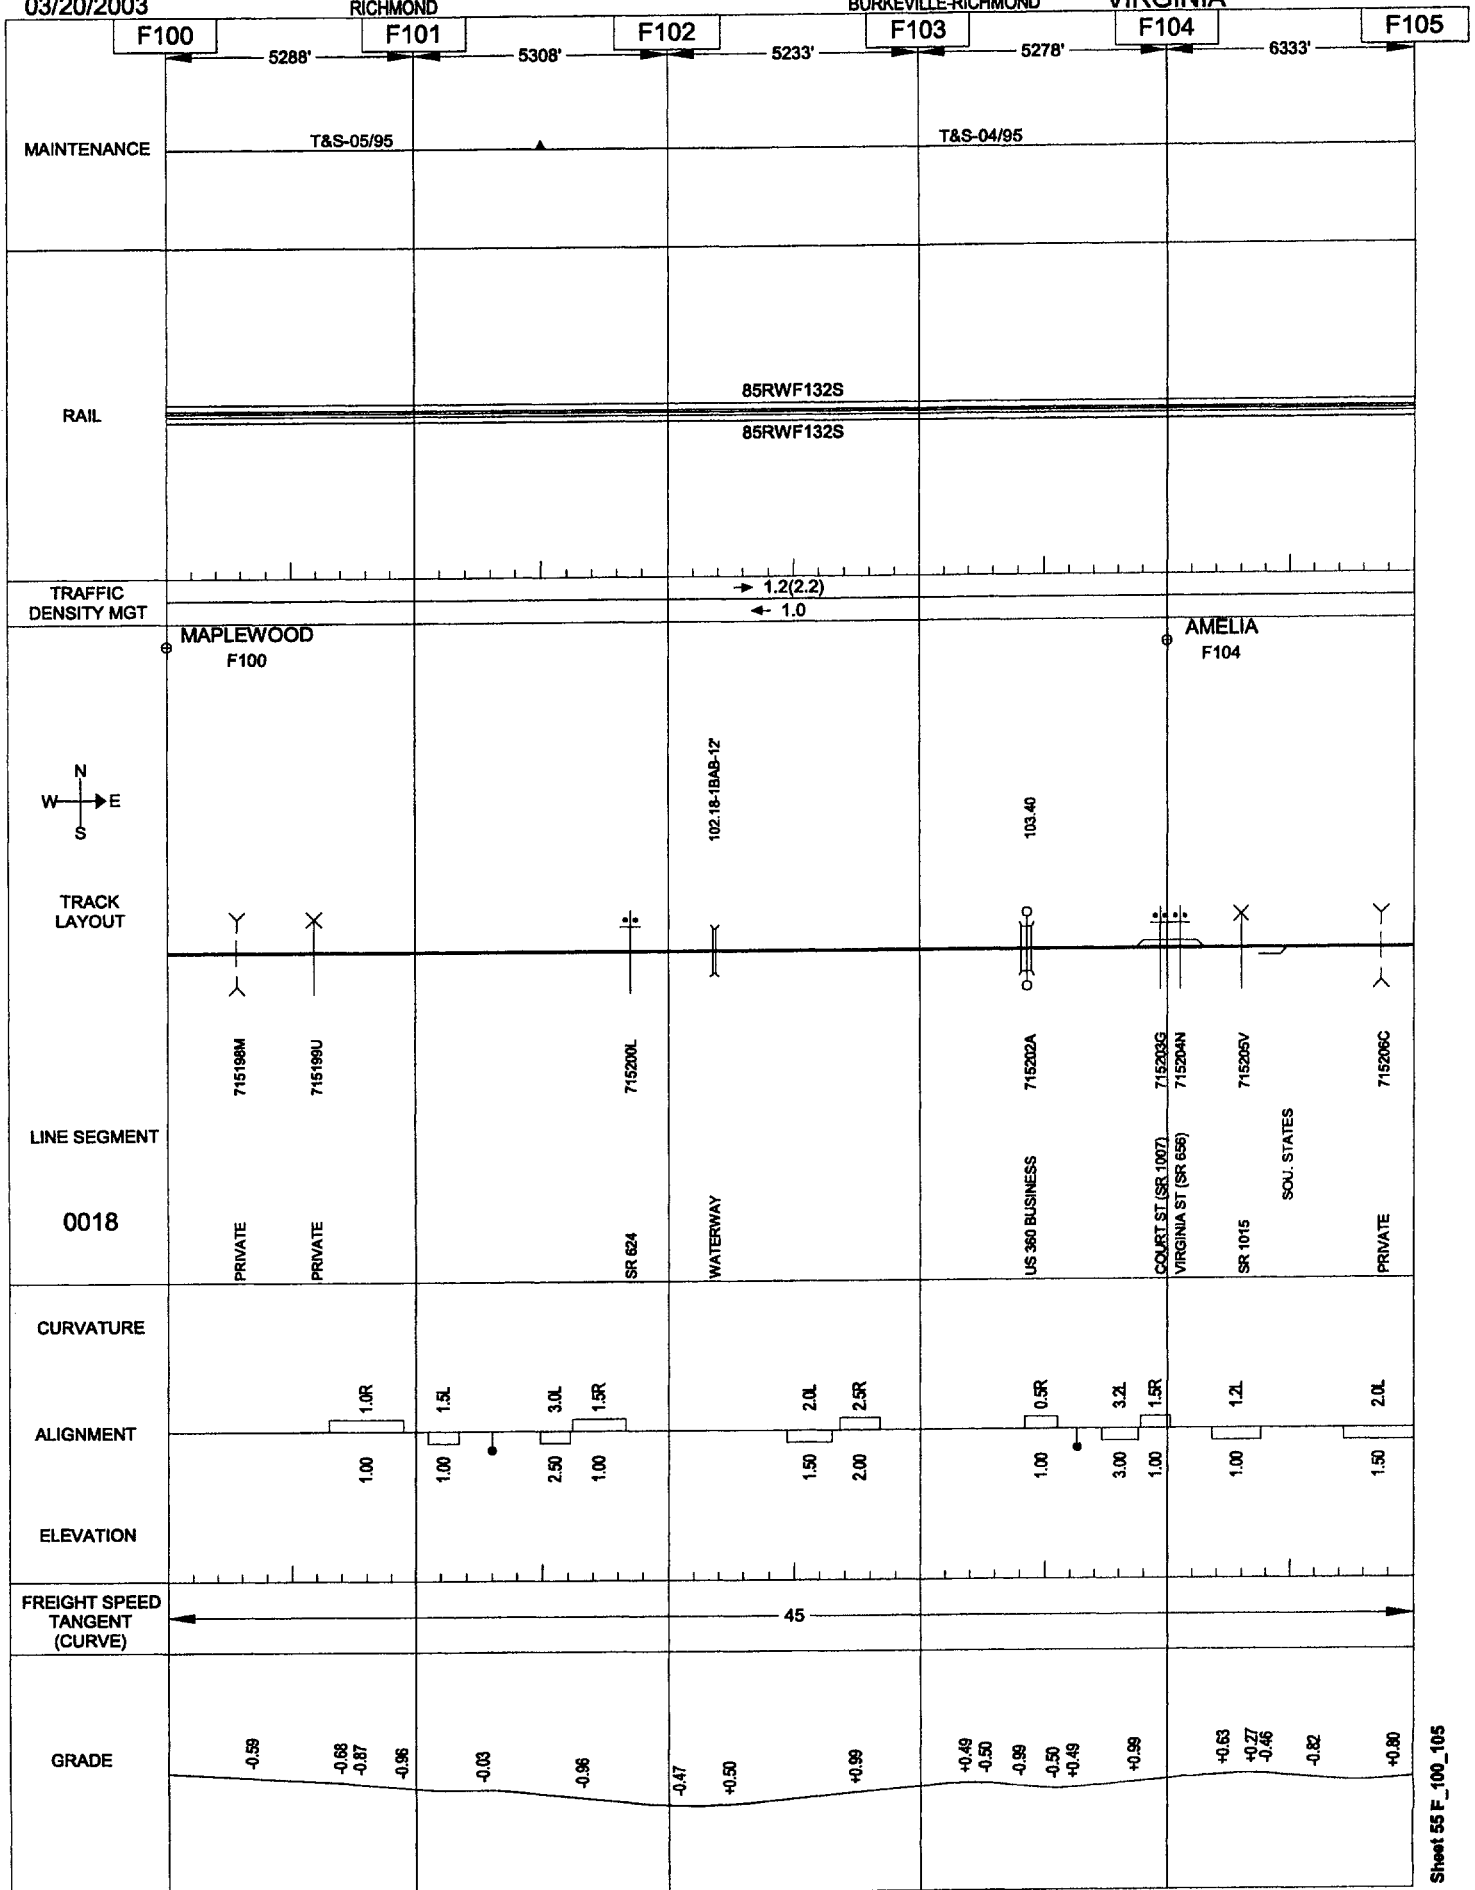 03/20/2003 RICHMOND BURKEVILLE-RICHMOND VIRGINIA
F100 F101 F102 F103 F104 F105
5288' 5308' 5233' 5278' 6333'
MAINTENANCE T&S-05/95 T&S-04/95
85RWF132S
RAIL
85RWF132S
TRAFFIC
DENSITY MGT
1.2(2.2)
1.0
MAPLEWOOD
F100
AMELIA
F104
N
W E
S
102.18-1BAB-12'
103.40
TRACK
LAYOUT
715198M
715199U
715200L
715202A
715203G
715204N
715205V
715206C
LINE SEGMENT
0018
PRIVATE
PRIVATE
SR 624
WATERWAY
US 360 BUSINESS
COURT ST (SR 1007)
VIRGINIA ST (SR 656)
SR 1015
SOU. STATES
PRIVATE
CURVATURE
1.0R 1.5L 3.0L 1.5R 2.0L 2.5R 0.5R 3.2L 1.5R 1.2L 2.0L
ALIGNMENT
1.00 1.00 2.50 1.00 1.50 2.00 1.00 3.00 1.00 1.00 1.50
ELEVATION
FREIGHT SPEED
TANGENT
(CURVE)
45
GRADE
-0.59 -0.68 -0.87 -0.96 -0.03 -0.96 -0.47 +0.50 +0.99 +0.49 -0.50 -0.99 -0.50 +0.49 +0.99 +0.63 +0.27 -0.46 -0.82 +0.80
Sheet 55 F_100_105